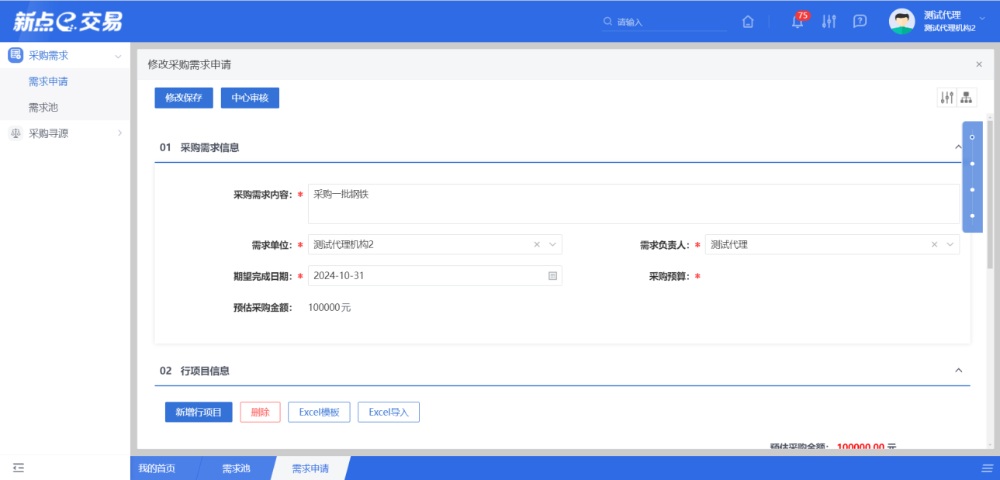 新点e交易
请输入
75
测试代理
测试代理机构2
采购需求
需求申请
需求池
采购寻源
修改采购需求申请
修改保存 中心审核
01 采购需求信息
采购需求内容: * 采购一批钢铁
需求单位: * 测试代理机构2 需求负责人: * 测试代理
期望完成日期: * 2024-10-31 采购预算: *
预估采购金额: 100000元
02 行项目信息
新增行项目 删除 Excel模板 Excel导入
预估采购金额: 100000.00 元
我的首页 需求池 需求申请